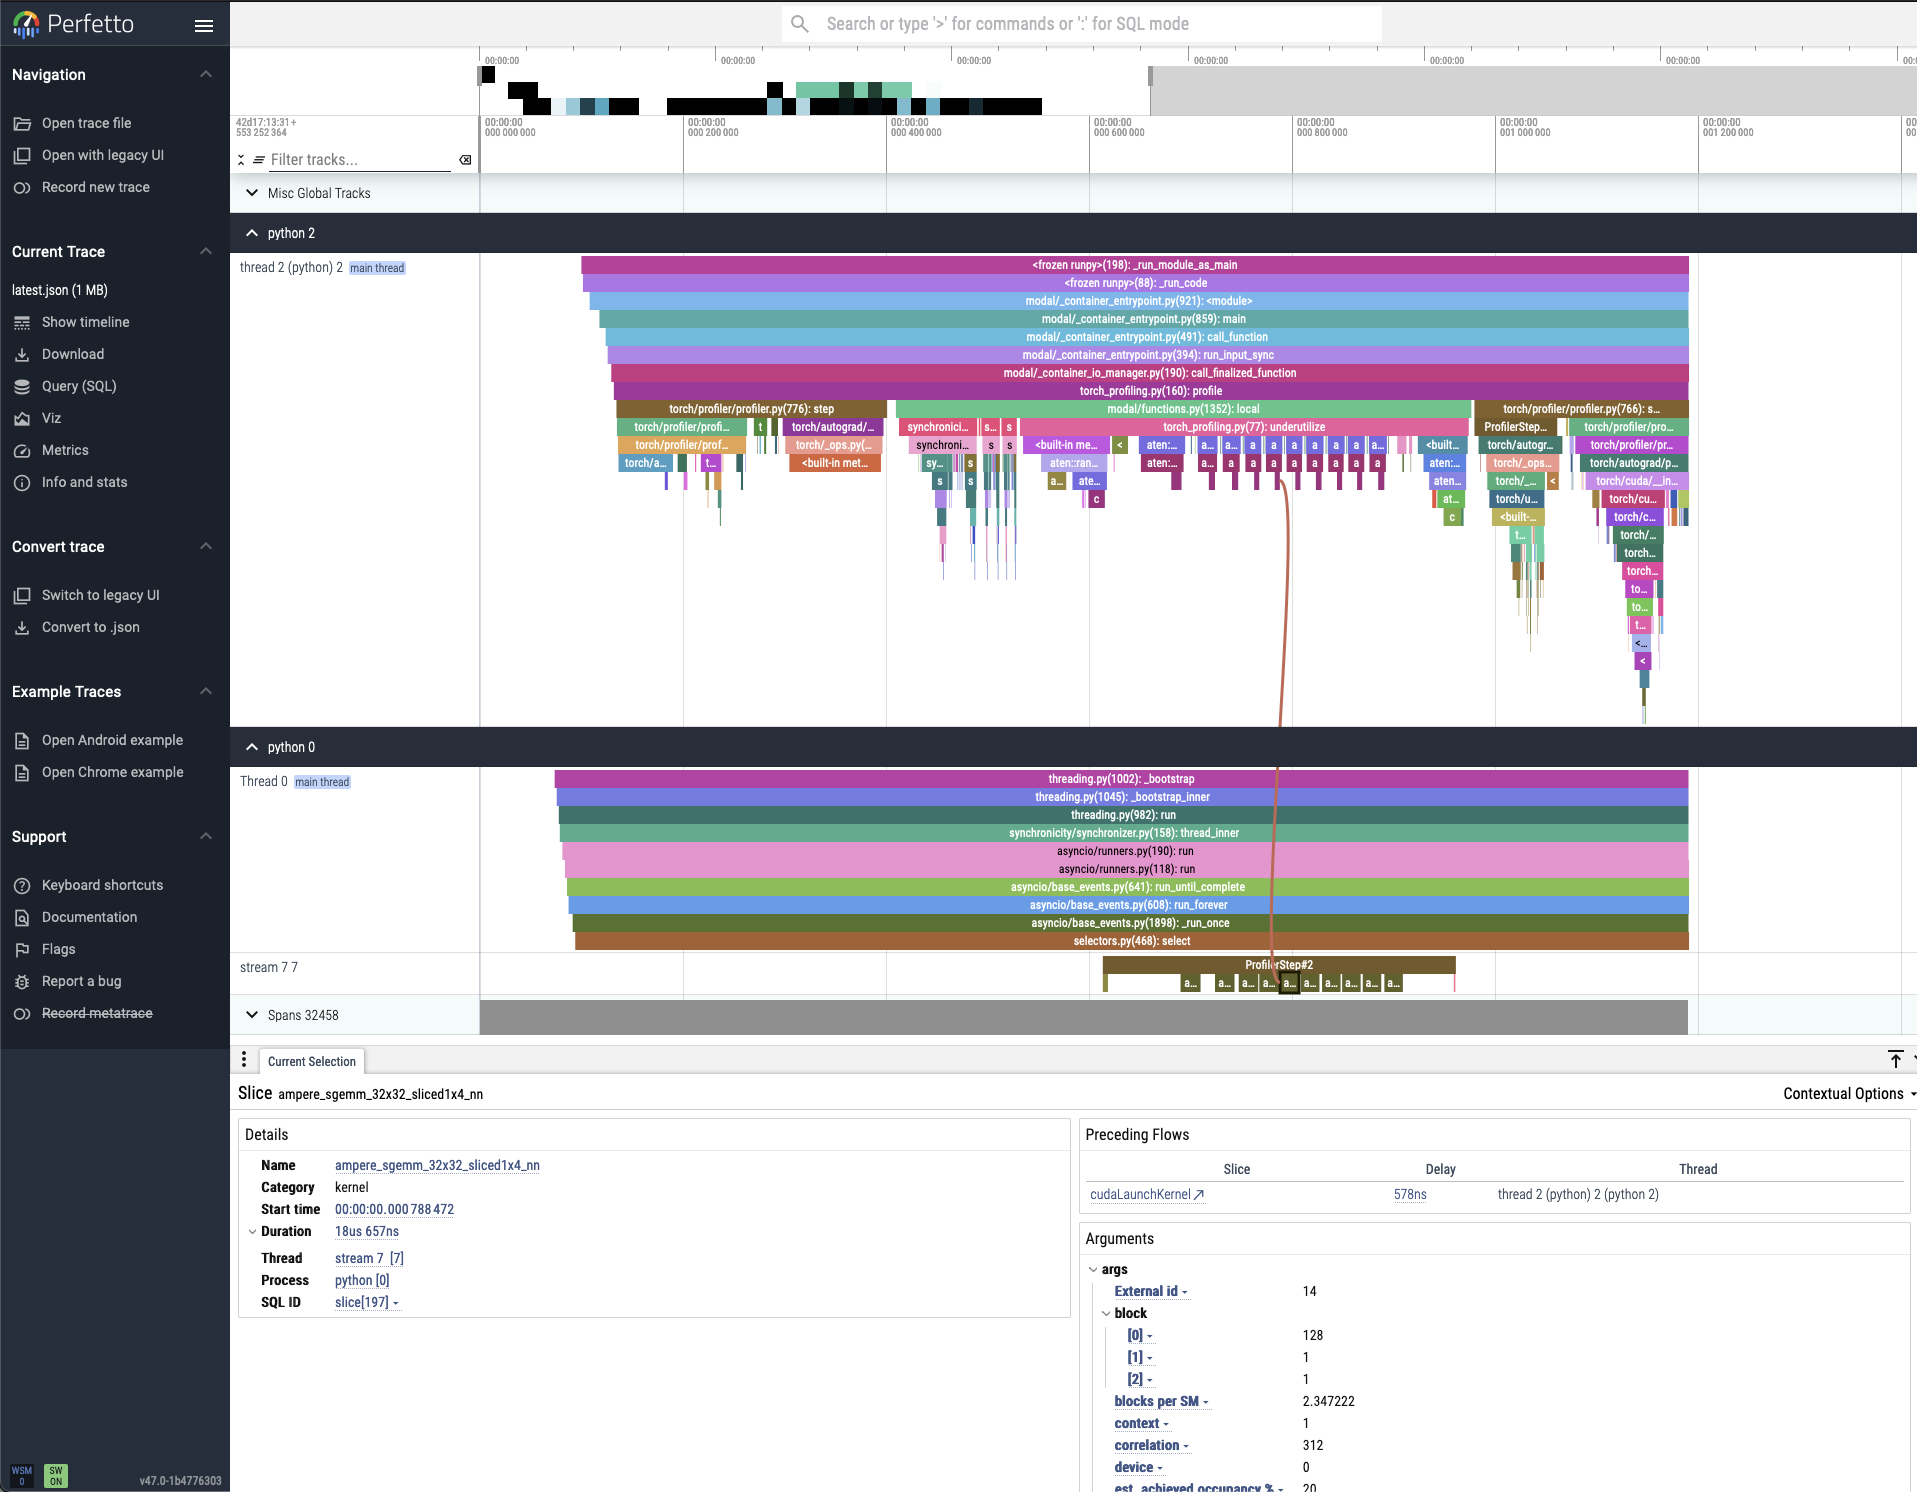 Perfetto
Search or type '>' for commands or ':' for SQL mode
Navigation
Open trace file
Open with legacy UI
Record new trace
Current Trace
latest.json (1 MB)
Show timeline
Download
Query (SQL)
Viz
Metrics
Info and stats
Convert trace
Switch to legacy UI
Convert to .json
Example Traces
Open Android example
Open Chrome example
Support
Keyboard shortcuts
Documentation
Flags
Report a bug
Record metatrace
WSM 0
SW ON
v47.0-1b4776303
00:00:00 00:00:00 00:00:00 00:00:00 00:00:00 00:00:00
42d17:13:31+
553 252 364
00:00:00 00:00:00 00:00:00 00:00:00 00:00:00 00:00:00 00:00:00
000 000 000 000 200 000 000 400 000 000 600 000 000 800 000 001 000 000 001 200 000
Filter tracks...
Misc Global Tracks
python 2
thread 2 (python) 2 main thread
<frozen runpy>(198): _run_module_as_main
<frozen runpy>(88): _run_code
modal/_container_entrypoint.py(921): <module>
modal/_container_entrypoint.py(859): main
modal/_container_entrypoint.py(491): call_function
modal/_container_entrypoint.py(394): run_input_sync
modal/_container_io_manager.py(190): call_finalized_function
torch_profiling.py(160): profile
torch/profiler/profiler.py(776): step modal/functions.py(1352): local torch/profiler/profiler.py(766): s...
torch/profiler/profi... t torch/autograd/... synchronici... s... s torch_profiling.py(77): underutilize ProfilerStep... torch/profiler/pro...
torch/profiler/prof... torch/_ops.py(... synchroni... s s <built-in me... < aten:... a... a a a a a a a... <built... torch/autogr... torch/profiler/pr...
torch/a... t... <built-in met... sy... s aten::ran... aten:... a... a a a a a a a a aten:... torch/_ops... torch/autograd/p...
s s a... ate... aten... torch/_... < torch/cuda/__in...
c at... torch/u... torch/cu...
c <built-... torch/c...
t... torch/...
torch...
torch...
to...
to...
t...
<...
<
python 0
Thread 0 main thread
threading.py(1002): _bootstrap
threading.py(1045): _bootstrap_inner
threading.py(982): run
synchronicity/synchronizer.py(158): thread_inner
asyncio/runners.py(190): run
asyncio/runners.py(118): run
asyncio/base_events.py(641): run_until_complete
asyncio/base_events.py(608): run_forever
asyncio/base_events.py(1898): _run_once
selectors.py(468): select
stream 7 7
ProfilerStep#2
a... a... a... a... a... a... a... a... a... a...
Spans 32458
Current Selection
Slice ampere_sgemm_32x32_sliced1x4_nn
Contextual Options
Details
Name ampere_sgemm_32x32_sliced1x4_nn
Category kernel
Start time 00:00:00.000 788 472
Duration 18us 657ns
Thread stream 7 [7]
Process python [0]
SQL ID slice[197]
Preceding Flows
Slice Delay Thread
cudaLaunchKernel 578ns thread 2 (python) 2 (python 2)
Arguments
args
External id 14
block
[0] 128
[1] 1
[2] 1
blocks per SM 2.347222
context 1
correlation 312
device 0
est. achieved occupancy % 20